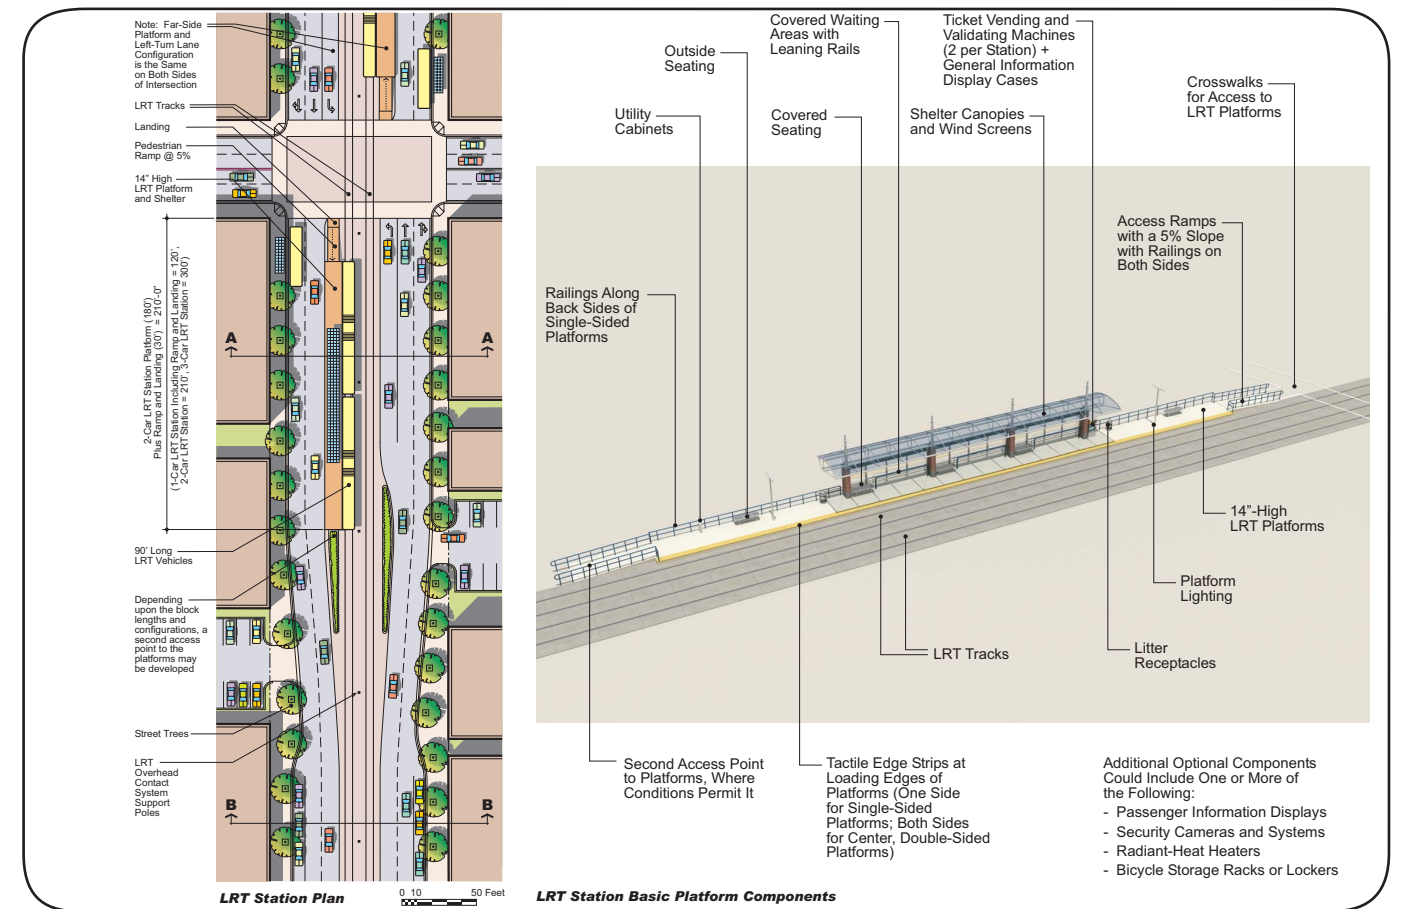 Note: Far-Side
Platform and
Left-Turn Lane
Configuration
is the Same
on Both Sides
of Intersection
LRT Tracks
Landing
Pedestrian
Ramp @ 5%
14" High
LRT Platform
and Shelter
2-Car LRT Station Platform (180')
Plus Ramp and Landing (30') = 210'-0"
(1-Car LRT Station Including Ramp and Landing = 120',
2-Car LRT Station = 210', 3-Car LRT Station = 300')
A
A
90' Long
LRT Vehicles
Depending
upon the block
lengths and
configurations, a
second access
point to the
platforms may
be developed
Street Trees
LRT
Overhead
Contact
System
Support
Poles
B
B
LRT Station Plan
0 10 50 Feet
Covered Waiting
Areas with
Leaning Rails
Ticket Vending and
Validating Machines
(2 per Station) +
General Information
Display Cases
Outside
Seating
Crosswalks
for Access to
LRT Platforms
Utility
Cabinets
Covered
Seating
Shelter Canopies
and Wind Screens
Access Ramps
with a 5% Slope
with Railings on
Both Sides
Railings Along
Back Sides of
Single-Sided
Platforms
14"-High
LRT Platforms
Platform
Lighting
LRT Tracks
Litter
Receptacles
Second Access Point
to Platforms, Where
Conditions Permit It
Tactile Edge Strips at
Loading Edges of
Platforms (One Side
for Single-Sided
Platforms; Both Sides
for Center, Double-Sided
Platforms)
Additional Optional Components
Could Include One or More of
the Following:
- Passenger Information Displays
- Security Cameras and Systems
- Radiant-Heat Heaters
- Bicycle Storage Racks or Lockers
LRT Station Basic Platform Components